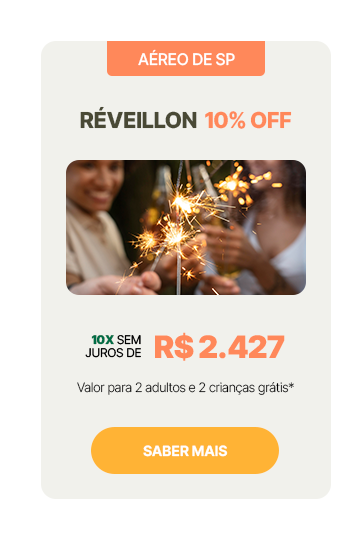 AÉREO DE SP
RÉVEILLON 10% OFF
10X SEM
JUROS DE R$ 2.427
Valor para 2 adultos e 2 crianças grátis*
SABER MAIS